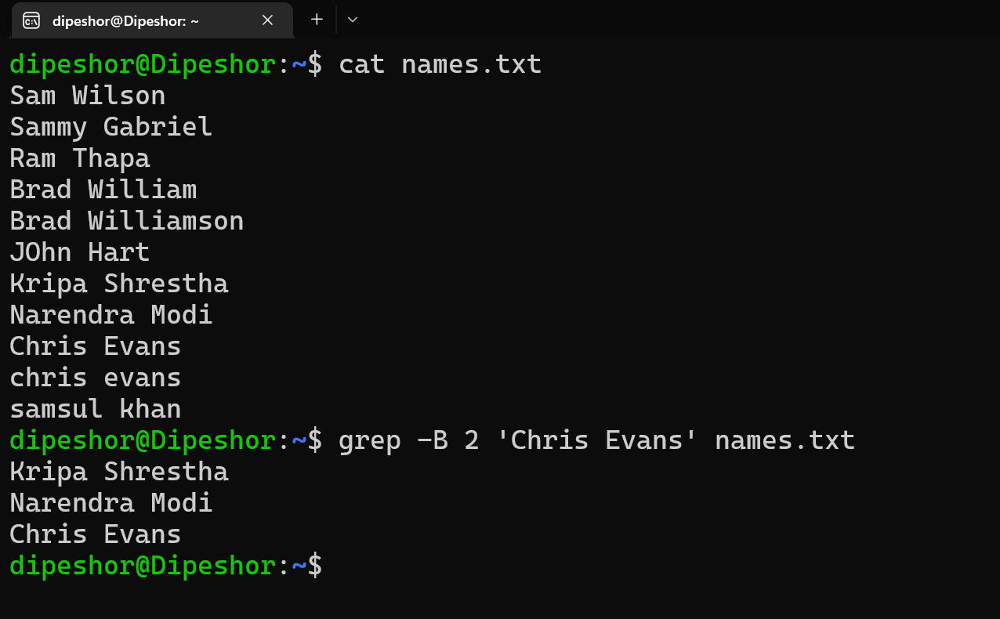 dipeshor@Dipeshor: ~
dipeshor@Dipeshor:~$ cat names.txt
Sam Wilson
Sammy Gabriel
Ram Thapa
Brad William
Brad Williamson
JOhn Hart
Kripa Shrestha
Narendra Modi
Chris Evans
chris evans
samsul khan
dipeshor@Dipeshor:~$ grep -B 2 'Chris Evans' names.txt
Kripa Shrestha
Narendra Modi
Chris Evans
dipeshor@Dipeshor:~$